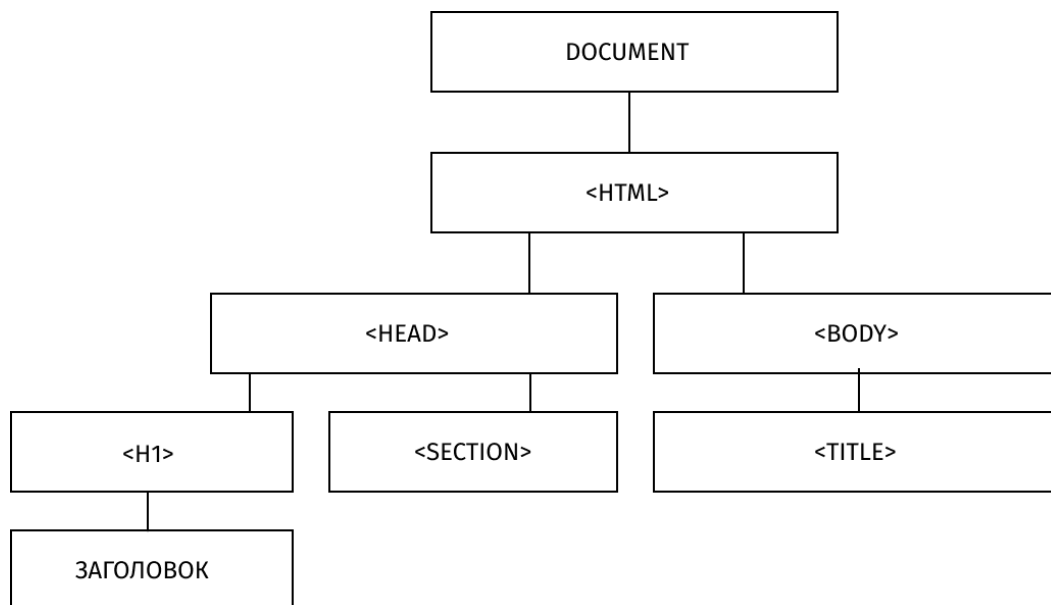 DOCUMENT
<HTML>
<HEAD>
<BODY>
<H1>
<SECTION>
<TITLE>
ЗАГОЛОВОК